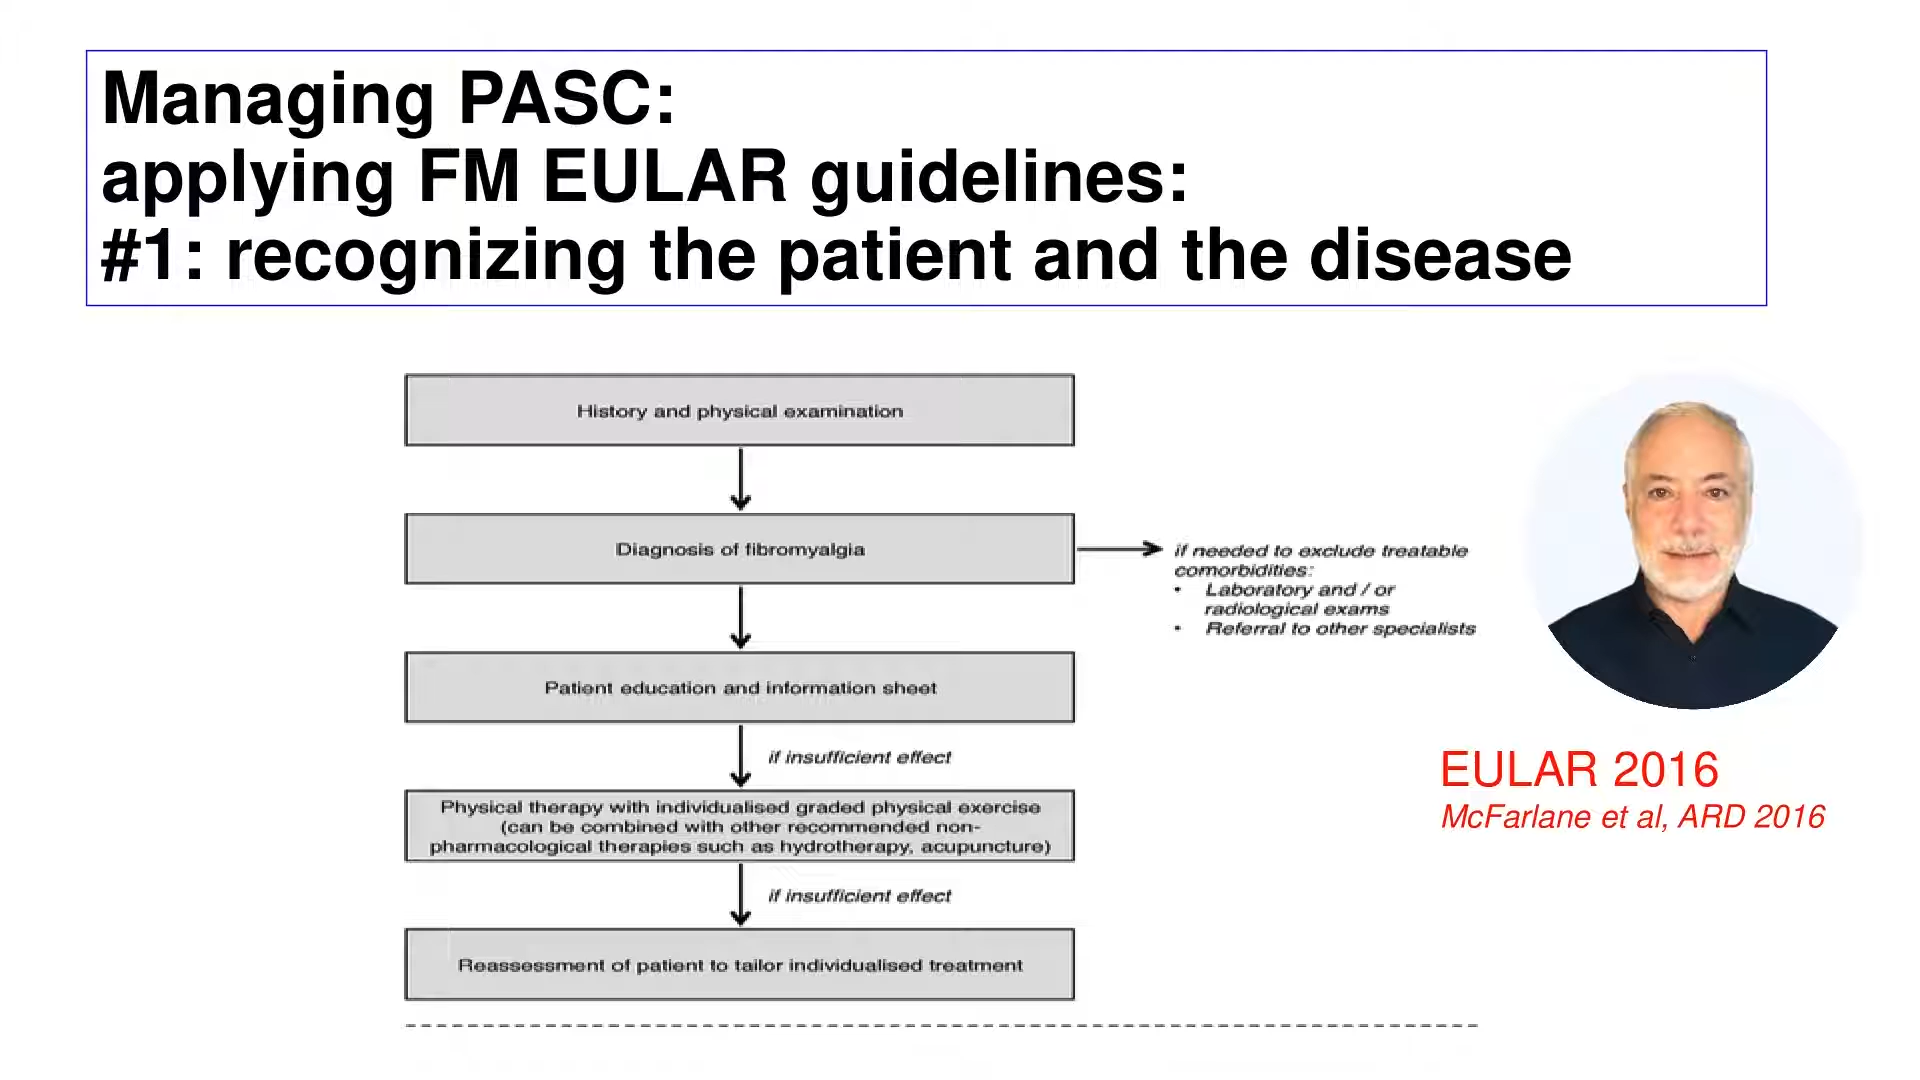 Managing PASC:
applying FM EULAR guidelines:
#1: recognizing the patient and the disease
History and physical examination
Diagnosis of fibromyalgia
if needed to exclude treatable
comorbidities:
• Laboratory and / or
radiological exams
• Referral to other specialists
Patient education and information sheet
if insufficient effect
Physical therapy with individualised graded physical exercise
(can be combined with other recommended non-
pharmacological therapies such as hydrotherapy, acupuncture)
if insufficient effect
Reassessment of patient to tailor individualised treatment
EULAR 2016
McFarlane et al, ARD 2016